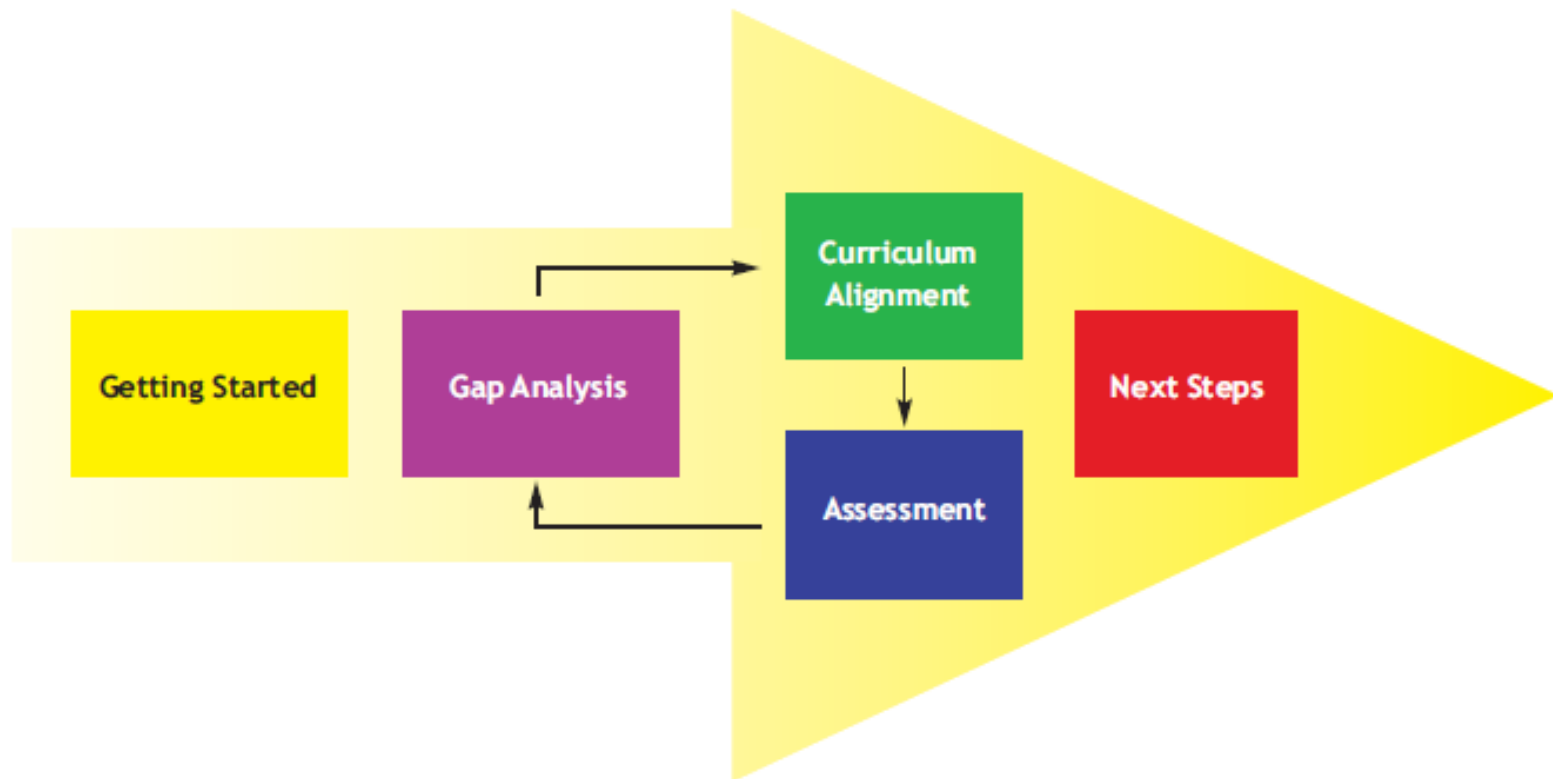 Getting Started
Gap Analysis
Curriculum
Alignment
Assessment
Next Steps